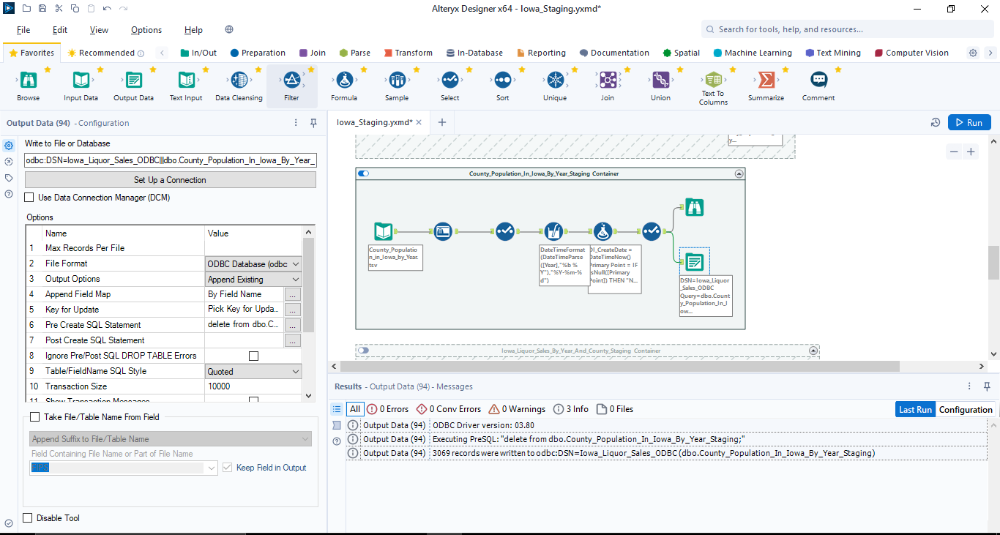 Alteryx Designer x64 - Iowa_Staging.yxmd*
File Edit View Options Help
Search for tools, help, and resources...
Favorites Recommended In/Out Preparation Join Parse Transform In-Database Reporting Documentation Spatial Machine Learning Text Mining Computer Vision
Browse Input Data Output Data Text Input Data Cleansing Filter Formula Sample Select Sort Unique Join Union Text To Columns Summarize Comment
Output Data (94) - Configuration
Write to File or Database
odbc:DSN=Iowa_Liquor_Sales_ODBC dbo.County_Population_In_Iowa_By_Year_
Set Up a Connection
Use Data Connection Manager (DCM)
Options
Name Value
1 Max Records Per File
2 File Format ODBC Database (odbc
3 Output Options Append Existing
4 Append Field Map By Field Name ...
5 Key for Update Pick Key for Upda... ...
6 Pre Create SQL Statement delete from dbo.C... ...
7 Post Create SQL Statement ...
8 Ignore Pre/Post SQL DROP TABLE Errors
9 Table/FieldName SQL Style Quoted
10 Transaction Size 10000
11 Show Transaction Messages
Take File/Table Name From Field
Append Suffix to File/Table Name
Field Containing File Name or Part of File Name
FIPS
Keep Field in Output
Disable Tool
Iowa_Staging.yxmd*
Run
y...
County_Population_In_Iowa_By_Year_Staging Container
County_Populatio
n_in_Iowa_by_Year.
tsv
DateTimeFormat
(DateTimeParse
([Year],"%b %
Y"),"%Y-%m-%
d")
DI_CreateDate =
DateTimeNow()
Primary Point = IF
IsNull([Primary
Point]) THEN "N...
DSN=Iowa_Liquor
_Sales_ODBC
Query=dbo.Count
y_Population_In_I
ow...
Iowa_Liquor_Sales_By_Year_And_County_Staging Container
Results - Output Data (94) - Messages
All 0 Errors 0 Conv Errors 0 Warnings 3 Info 0 Files Last Run Configuration
Output Data (94) ODBC Driver version: 03.80
Output Data (94) Executing PreSQL: "delete from dbo.County_Population_In_Iowa_By_Year_Staging;"
Output Data (94) 3069 records were written to odbc:DSN=Iowa_Liquor_Sales_ODBC (dbo.County_Population_In_Iowa_By_Year_Staging)